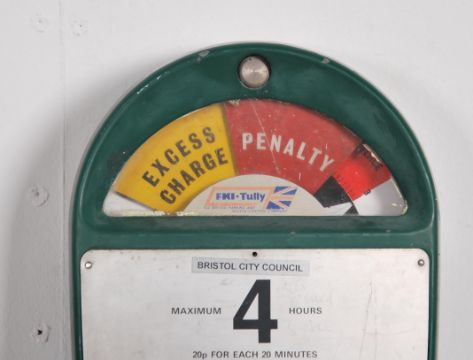 EXCESS
CHARGE
PENALTY
FKI-Tully
BRISTOL CITY COUNCIL
MAXIMUM 4 HOURS
20p FOR EACH 20 MINUTES